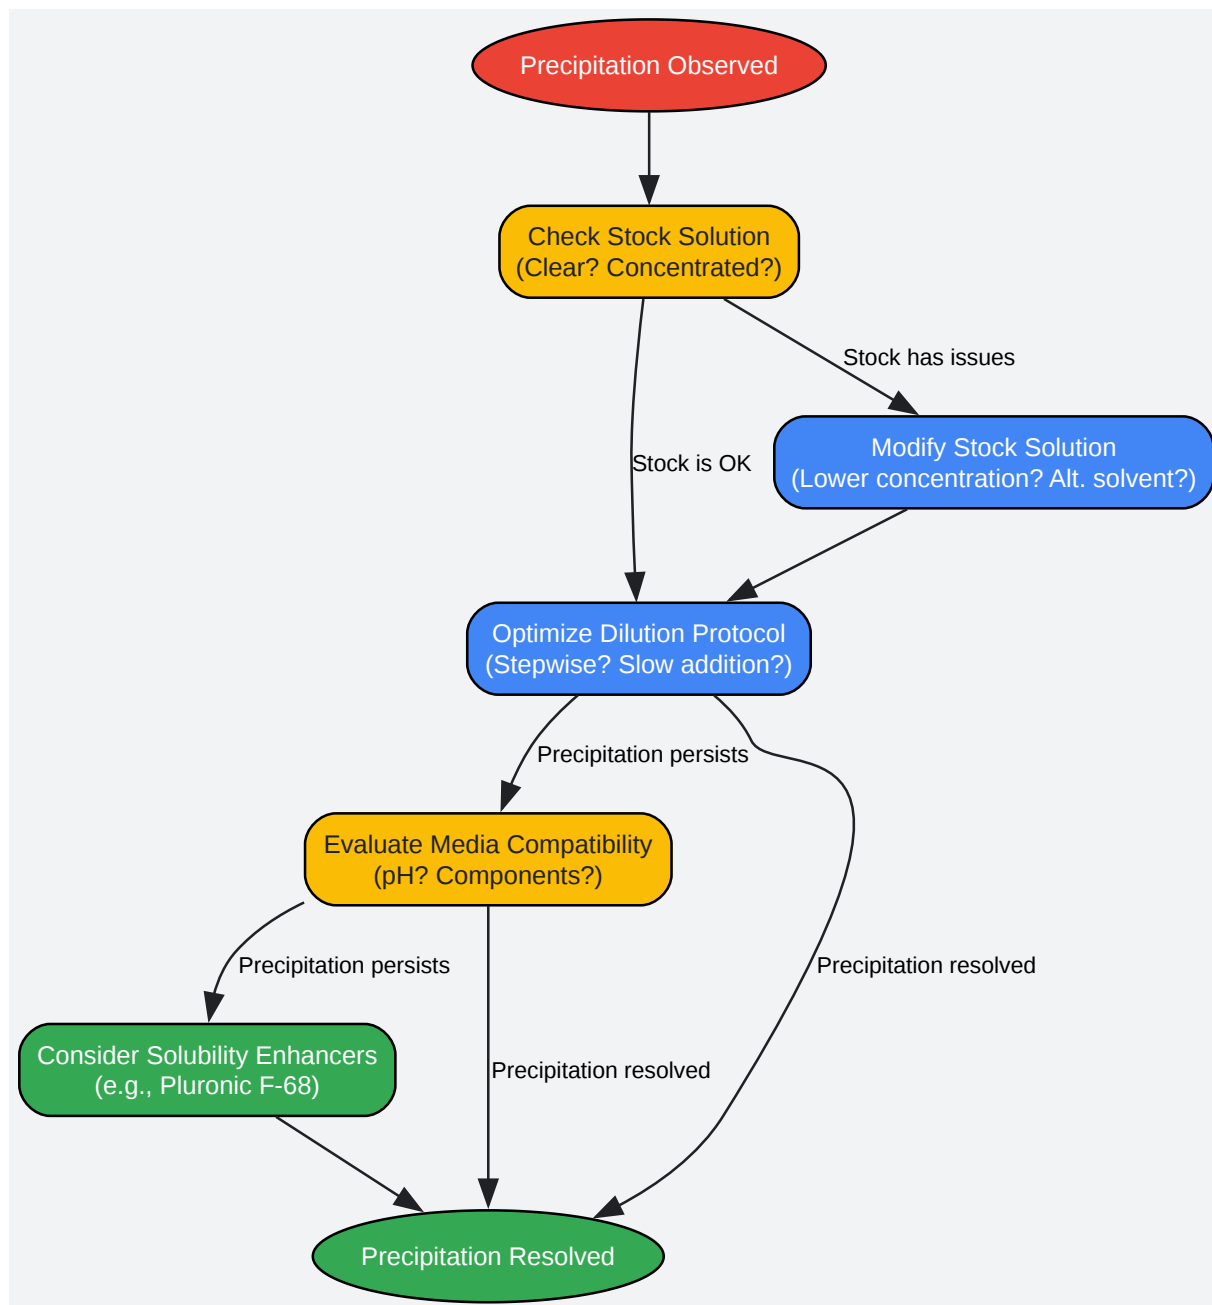 Precipitation Observed
Check Stock Solution
(Clear? Concentrated?)
Stock has issues
Modify Stock Solution
(Lower concentration? Alt. solvent?)
Stock is OK
Optimize Dilution Protocol
(Stepwise? Slow addition?)
Precipitation persists
Evaluate Media Compatibility
(pH? Components?)
Precipitation persists
Precipitation resolved
Consider Solubility Enhancers
(e.g., Pluronic F-68)
Precipitation resolved
Precipitation Resolved